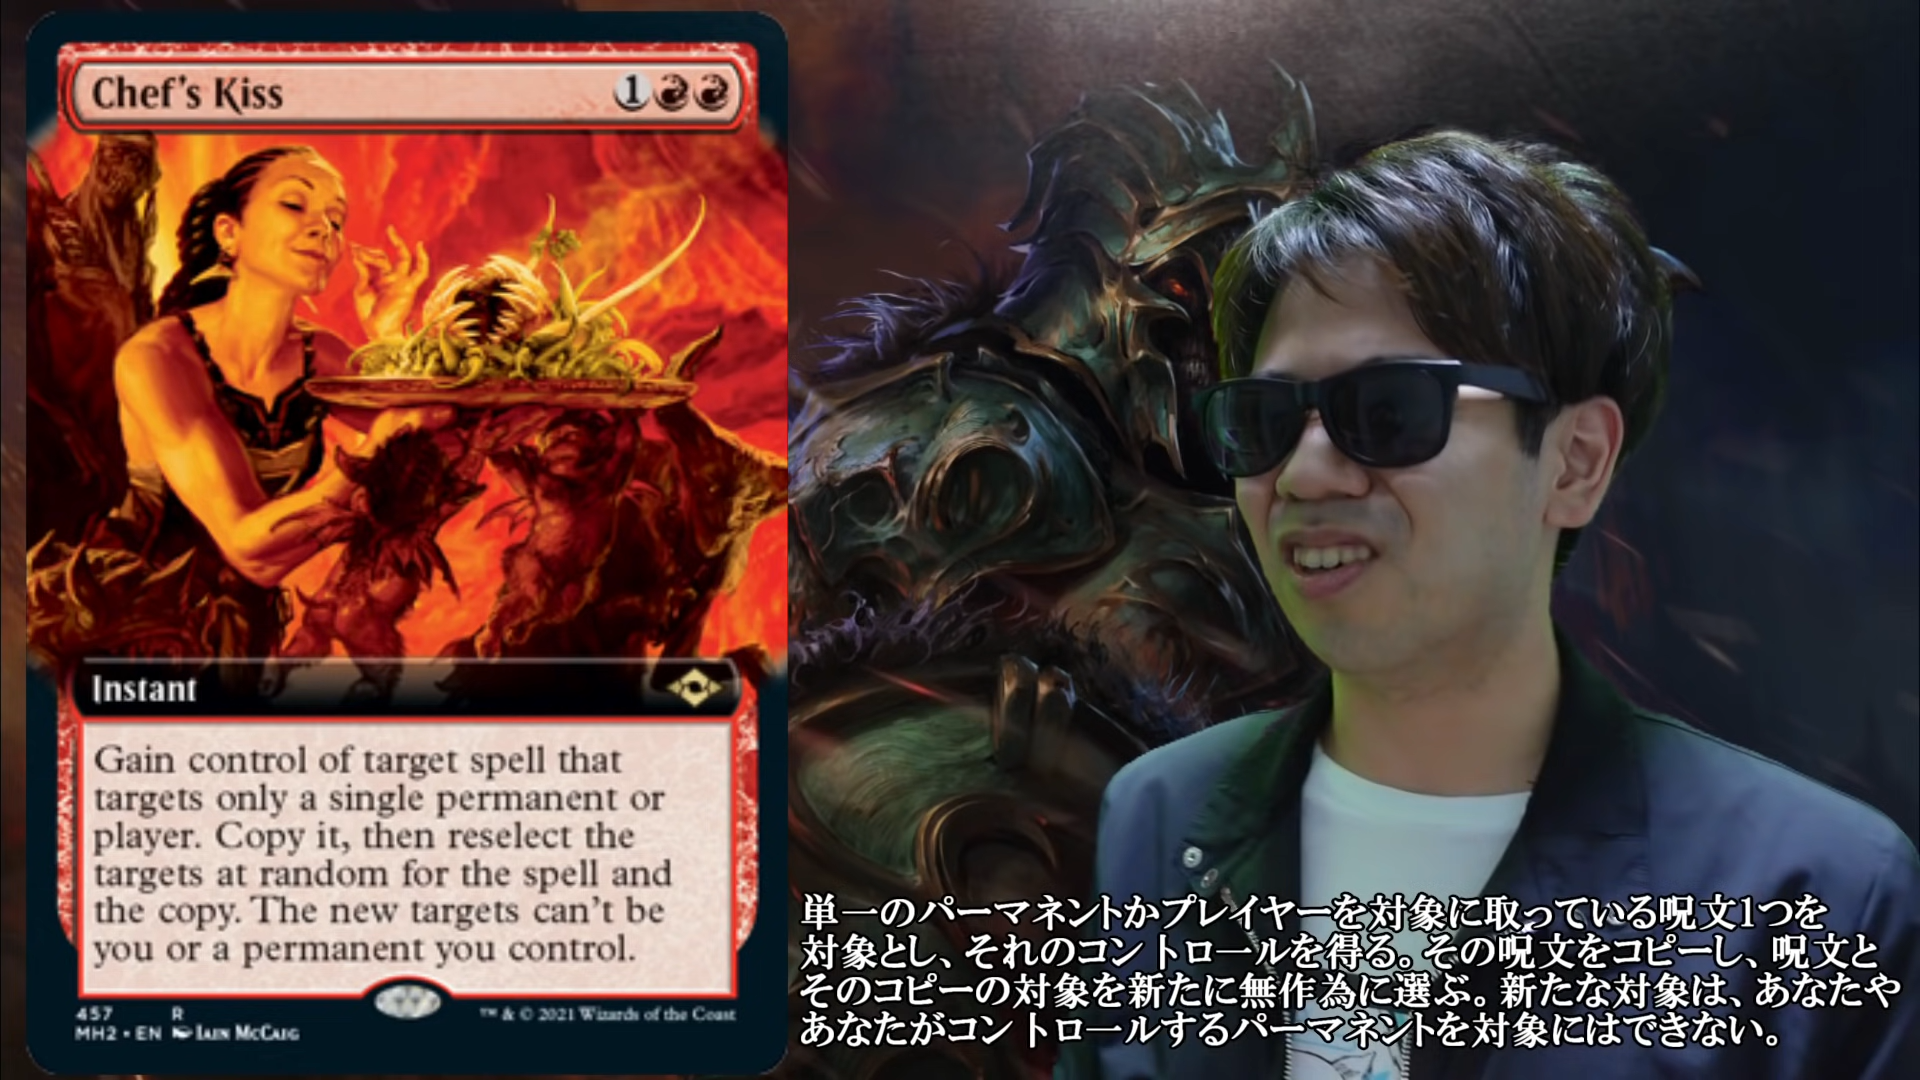 Chef's Kiss
1
Instant
Gain control of target spell that
targets only a single permanent or
player. Copy it, then reselect the
targets at random for the spell and
the copy. The new targets can't be
you or a permanent you control.
457 R
MH2 • EN Iain McCaig
™ & © 2021 Wizards of the Coast
単一のパーマネントかプレイヤーを対象に取っている呪文1つを
対象とし、それのコントロールを得る。その呪文をコピーし、呪文と
そのコピーの対象を新たに無作為に選ぶ。新たな対象は、あなたや
あなたがコントロールするパーマネントを対象にはできない。